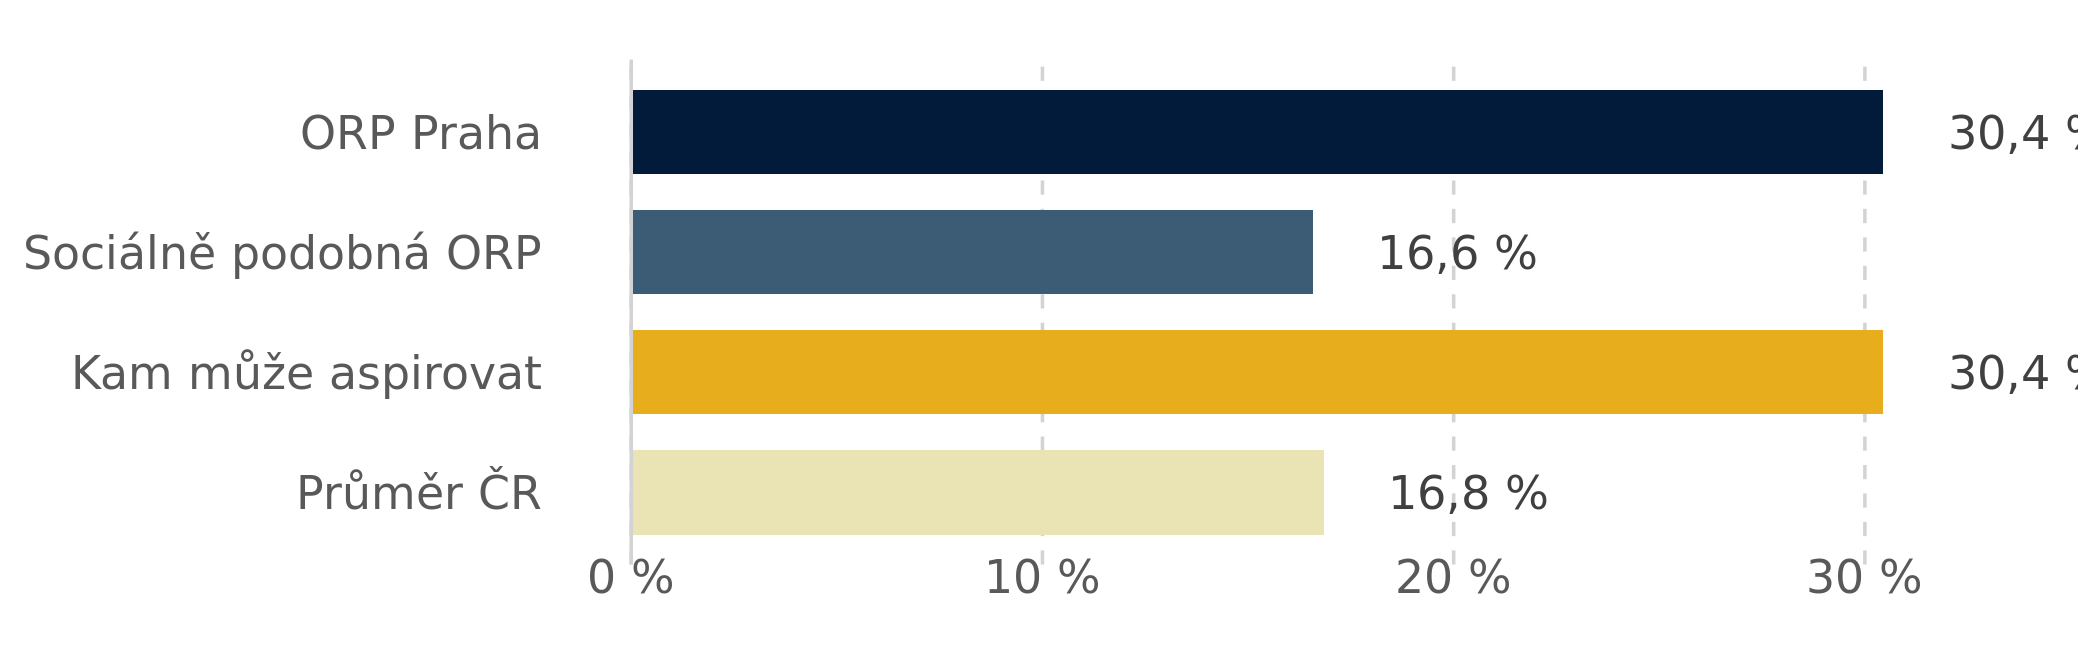 ORP Praha 30,4 %
Sociálně podobná ORP 16,6 %
Kam může aspirovat 30,4 %
Průměr ČR 16,8 %
0 % 10 % 20 % 30 %